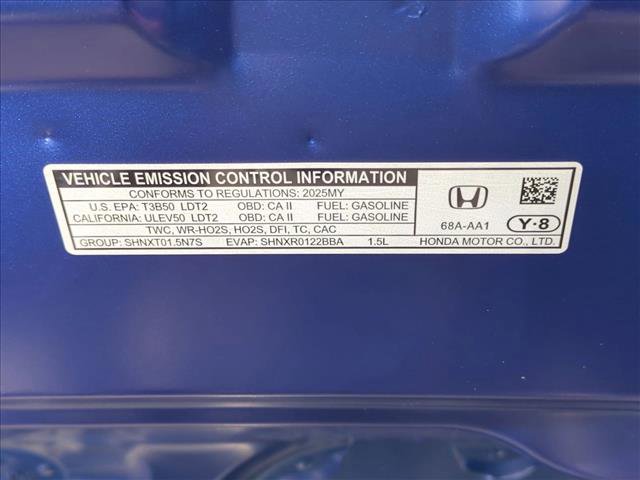 VEHICLE EMISSION CONTROL INFORMATION
CONFORMS TO REGULATIONS: 2025MY
U.S. EPA: T3B50 LDT2 OBD: CA II FUEL: GASOLINE
CALIFORNIA: ULEV50 LDT2 OBD: CA II FUEL: GASOLINE
TWC, WR-HO2S, HO2S, DFI, TC, CAC
GROUP: SHNXT01.5N7S EVAP: SHNXR0122BBA 1.5L
68A-AA1 Y-8
HONDA MOTOR CO., LTD.